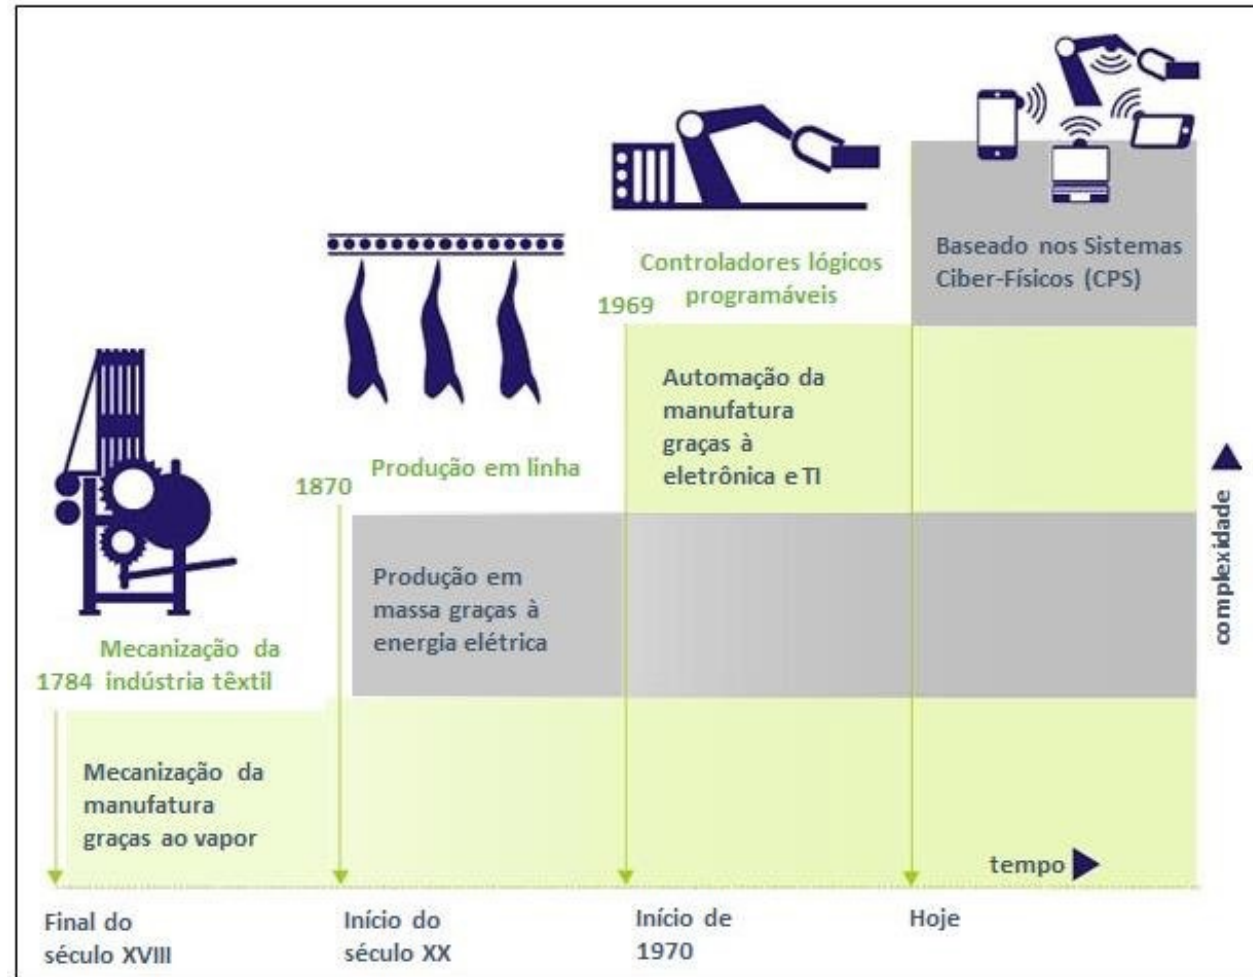 Baseado nos Sistemas
Ciber-Físicos (CPS)
Controladores lógicos
programáveis
1969
Automação da
manufatura
graças à
eletrônica e TI
Produção em linha
1870
Produção em
massa graças à
energia elétrica
Mecanização da
1784 indústria têxtil
Mecanização da
manufatura
graças ao vapor
complexidade
tempo
Final do
século XVIII
Início do
século XX
Início de
1970
Hoje